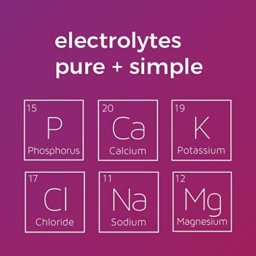 electrolytes
pure + simple
15 20 19
P Ca K
Phosphorus Calcium Potassium
17 11 12
Cl Na Mg
Chloride Sodium Magnesium